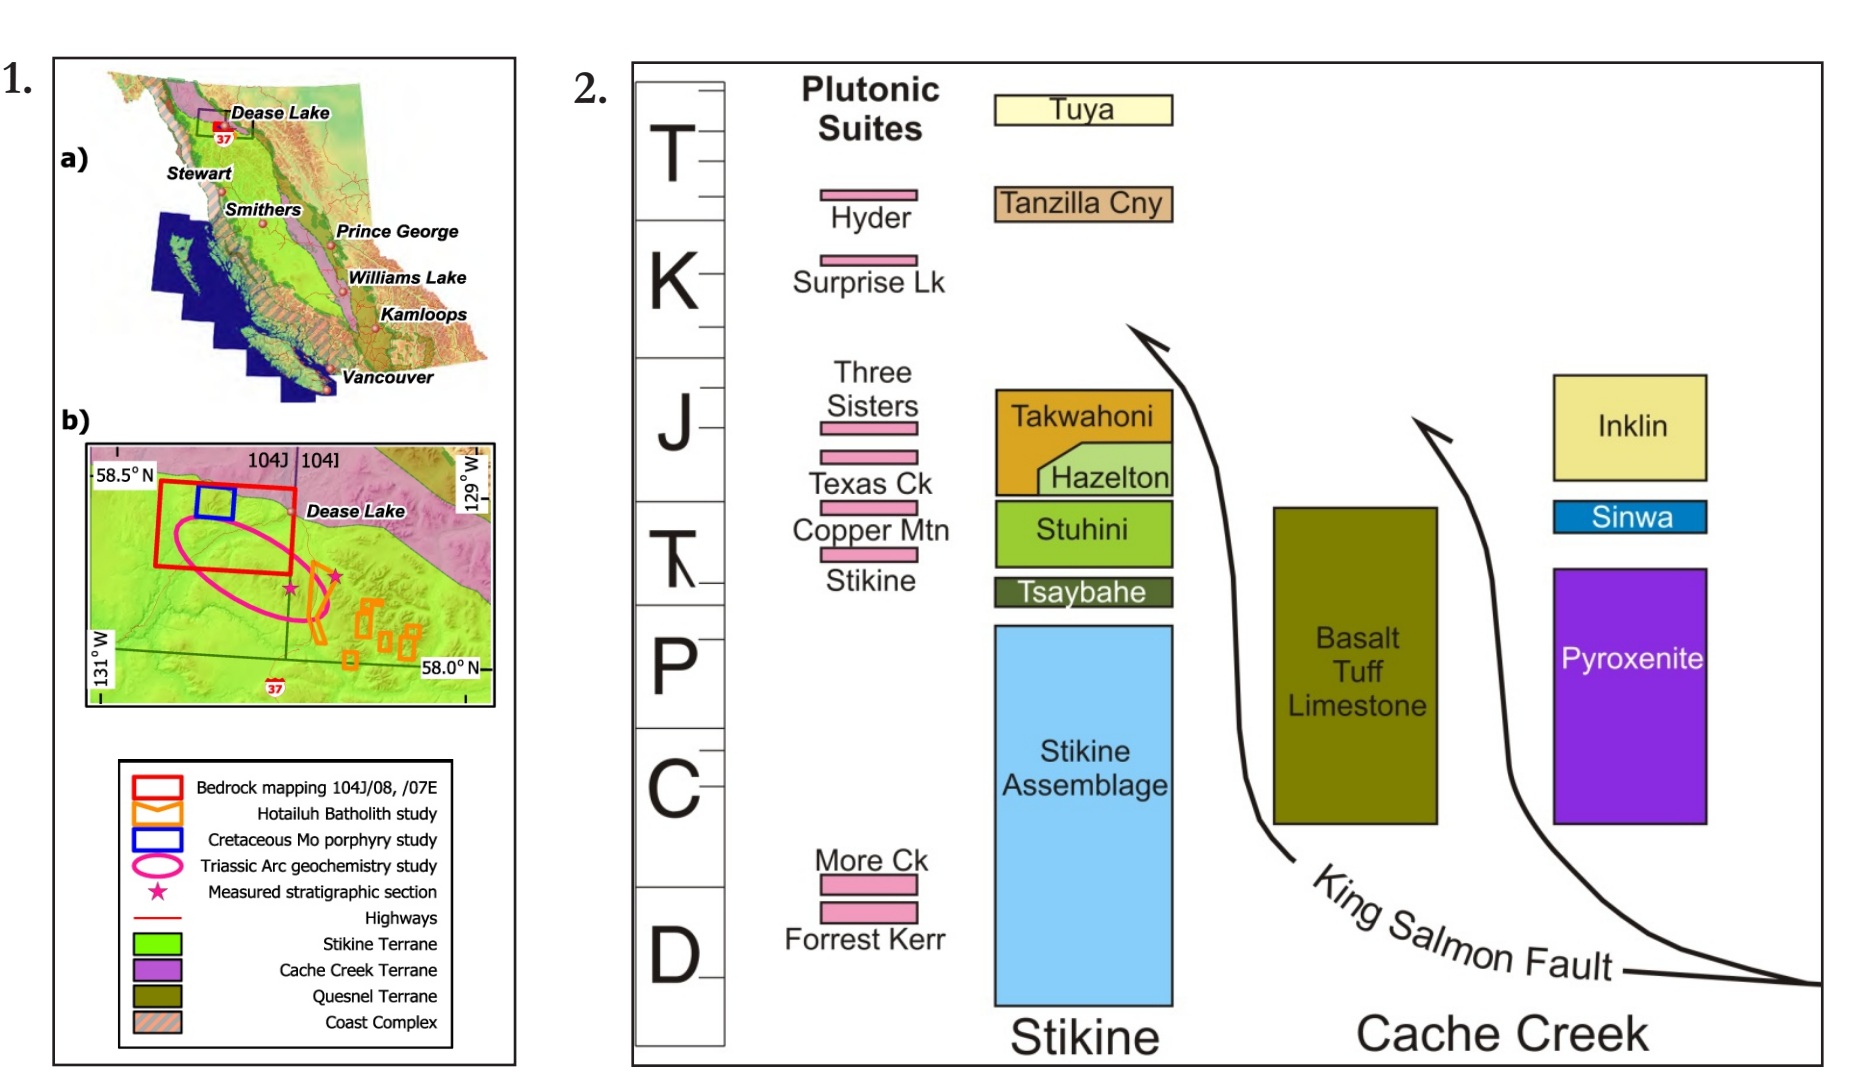 1.
a)
Dease Lake
37
Stewart
Smithers
Prince George
Williams Lake
Kamloops
Vancouver
b)
58.5° N
104J
104I
129° W
Dease Lake
131° W
58.0° N
37
Bedrock mapping 104J/08, /07E
Hotailuh Batholith study
Cretaceous Mo porphyry study
Triassic Arc geochemistry study
Measured stratigraphic section
Highways
Stikine Terrane
Cache Creek Terrane
Quesnel Terrane
Coast Complex
2.
T
K
J
Ꞧ
P
C
D
Plutonic
Suites
Hyder
Surprise Lk
Three
Sisters
Texas Ck
Copper Mtn
Stikine
More Ck
Forrest Kerr
Tuya
Tanzilla Cny
Takwahoni
Hazelton
Stuhini
Tsaybahe
Stikine
Assemblage
Stikine
Basalt
Tuff
Limestone
Inklin
Sinwa
Pyroxenite
King Salmon Fault
Cache Creek